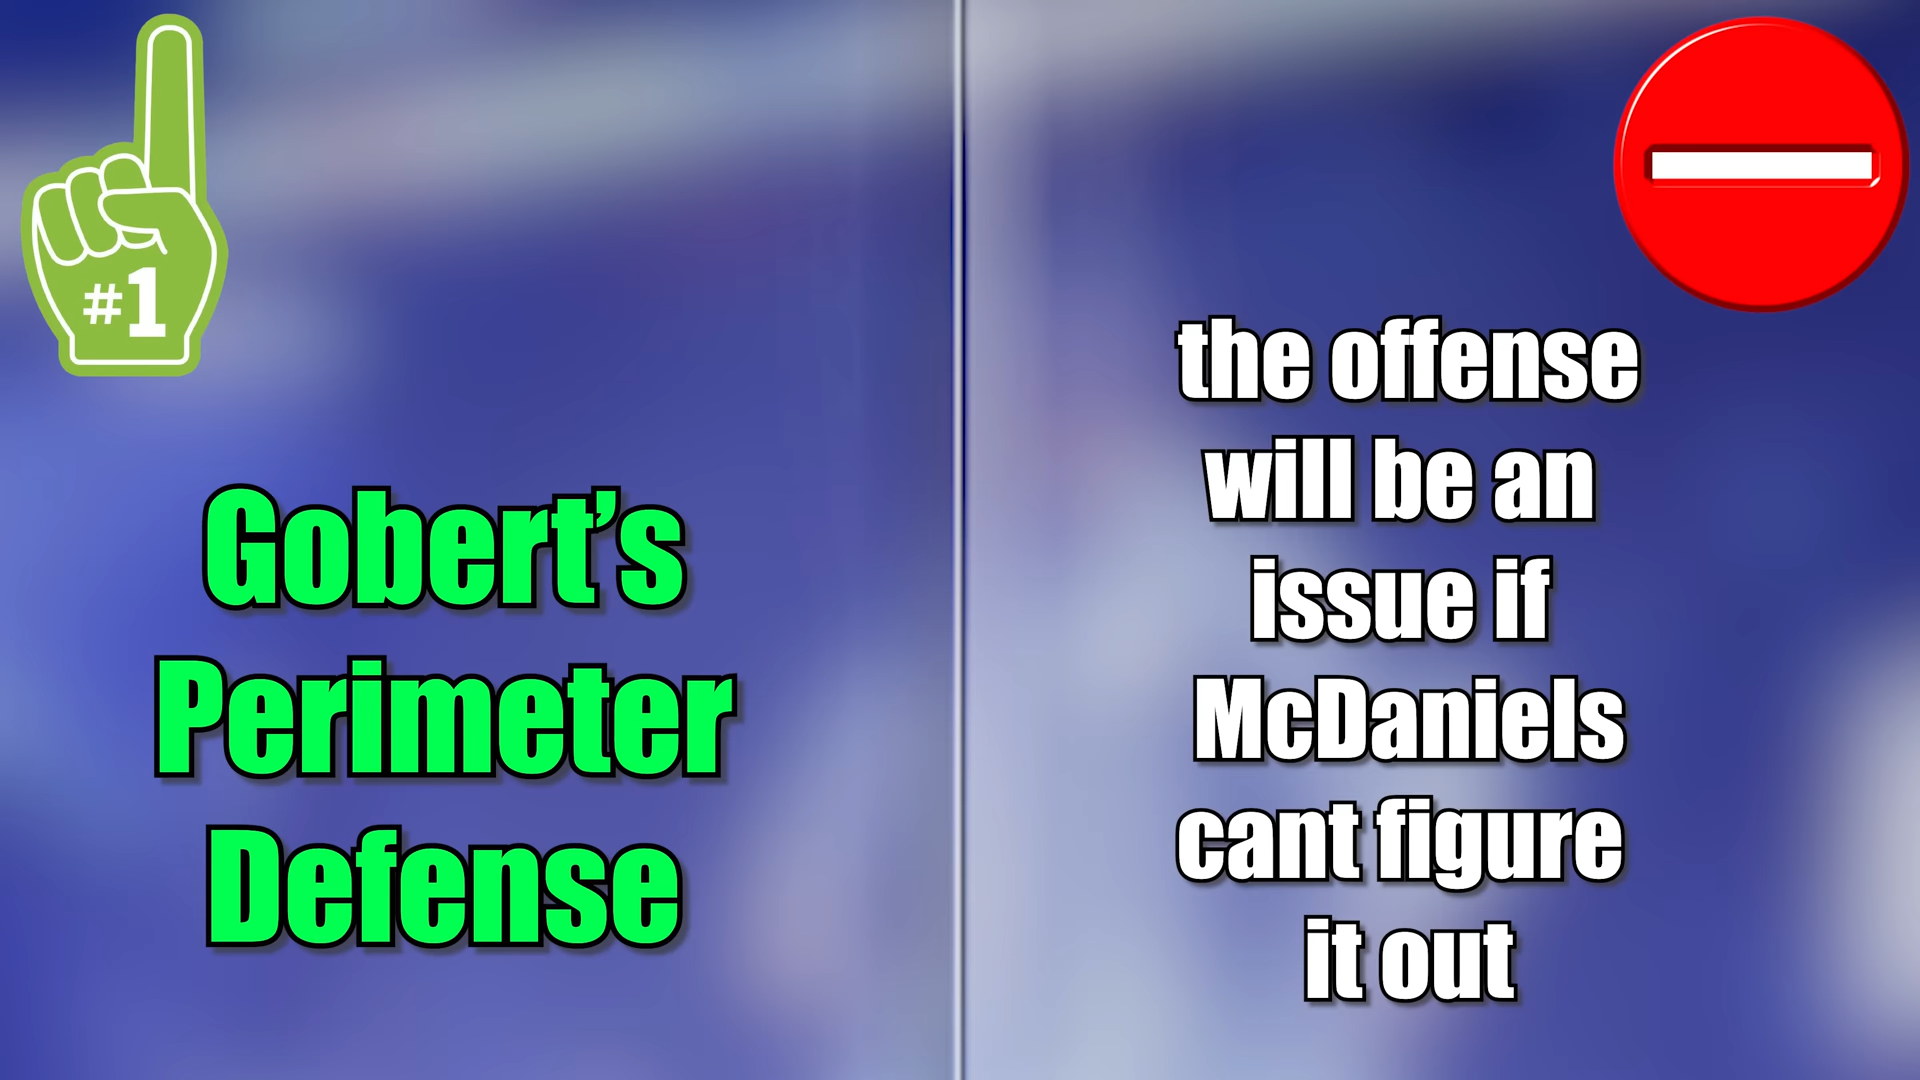 #1
Gobert’s
Perimeter
Defense
the offense
will be an
issue if
McDaniels
cant figure
it out